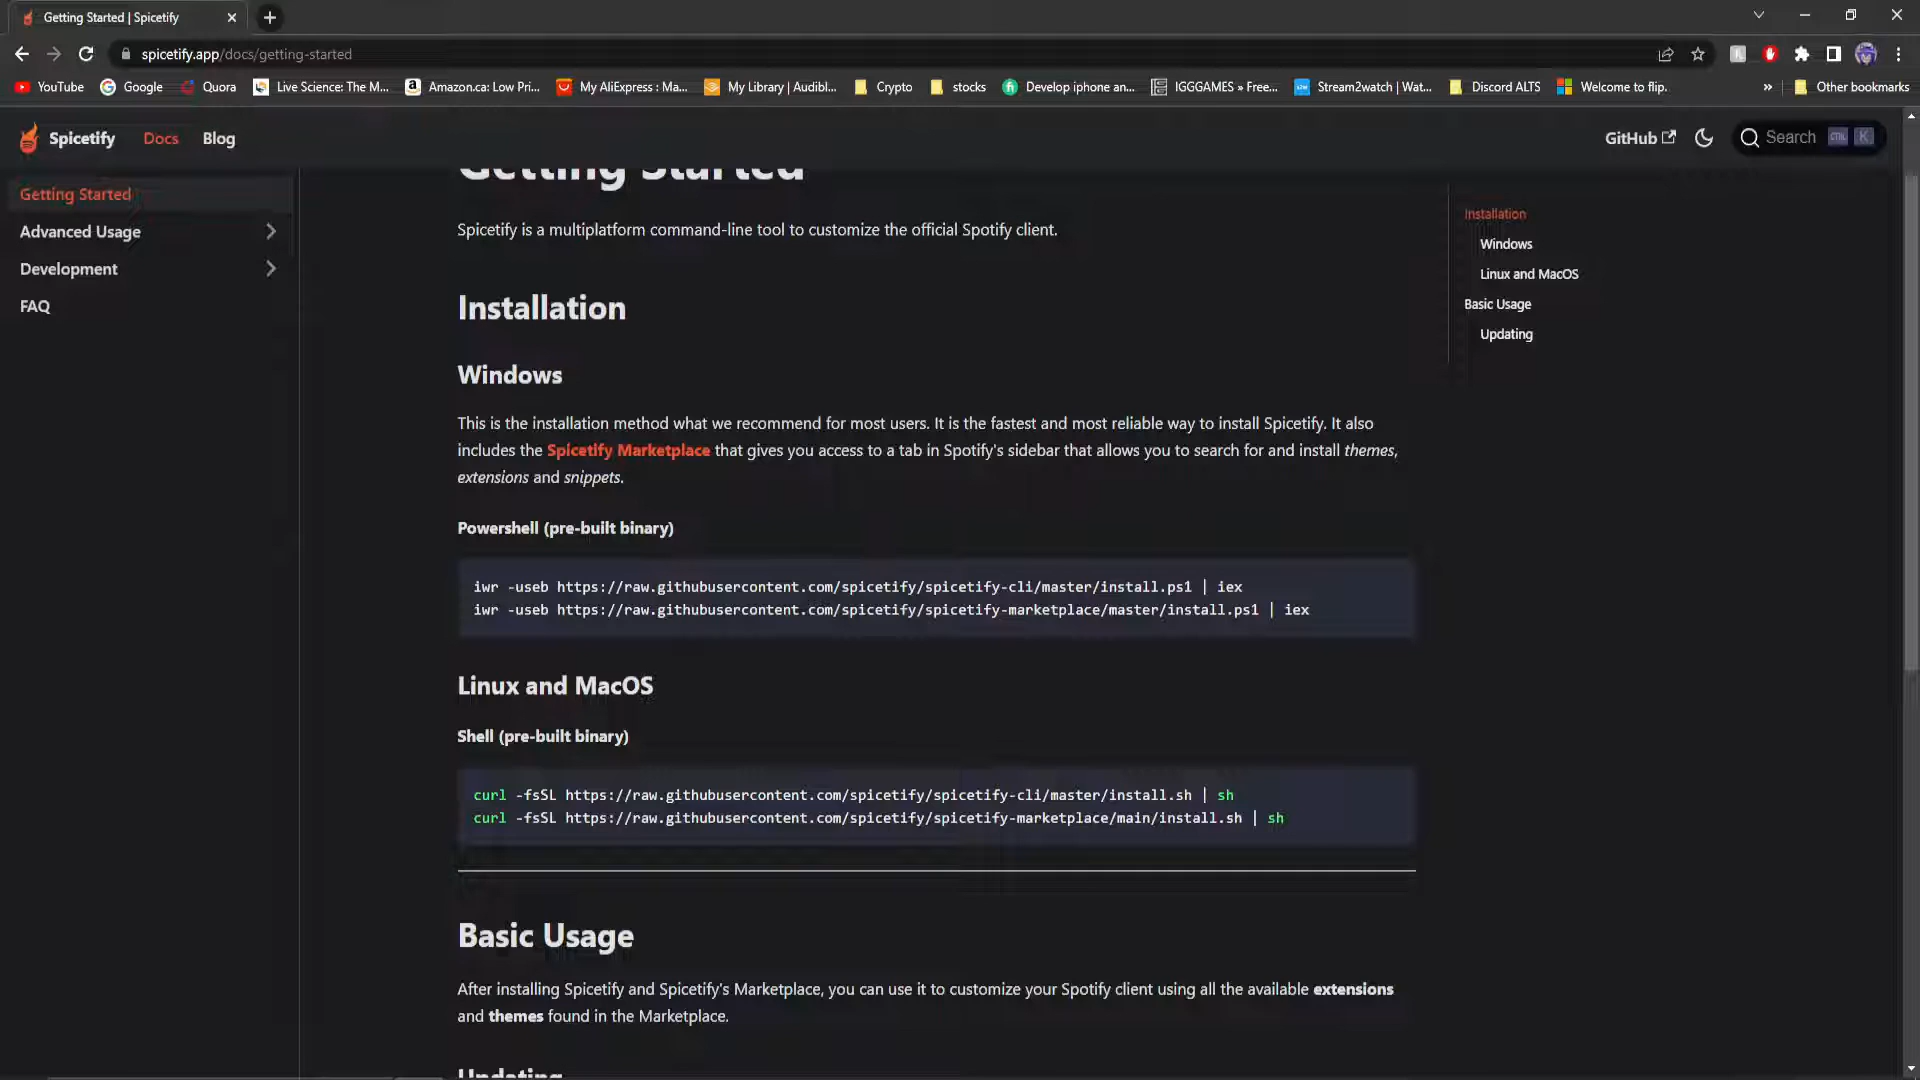 Getting Started | Spicetify
spicetify.app/docs/getting-started
YouTube
Google
Quora
Live Science: The M...
Amazon.ca: Low Pri...
My AliExpress : Ma...
My Library | Audibl...
Crypto
stocks
Develop iphone an...
IGGGAMES » Free...
Stream2watch | Wat...
Discord ALTS
Welcome to flip.
»
Other bookmarks
Spicetify
Docs
Blog
GitHub
Search
CTRL
K
Getting Started
Advanced Usage
Development
FAQ
Getting Started
Spicetify is a multiplatform command-line tool to customize the official Spotify client.
Installation
Windows
This is the installation method what we recommend for most users. It is the fastest and most reliable way to install Spicetify. It also
includes the Spicetify Marketplace that gives you access to a tab in Spotify's sidebar that allows you to search for and install themes,
extensions and snippets.
Powershell (pre-built binary)
iwr -useb https://raw.githubusercontent.com/spicetify/spicetify-cli/master/install.ps1 | iex
iwr -useb https://raw.githubusercontent.com/spicetify/spicetify-marketplace/master/install.ps1 | iex
Linux and MacOS
Shell (pre-built binary)
curl -fsSL https://raw.githubusercontent.com/spicetify/spicetify-cli/master/install.sh | sh
curl -fsSL https://raw.githubusercontent.com/spicetify/spicetify-marketplace/main/install.sh | sh
Basic Usage
After installing Spicetify and Spicetify's Marketplace, you can use it to customize your Spotify client using all the available extensions
and themes found in the Marketplace.
Updating
Installation
Windows
Linux and MacOS
Basic Usage
Updating